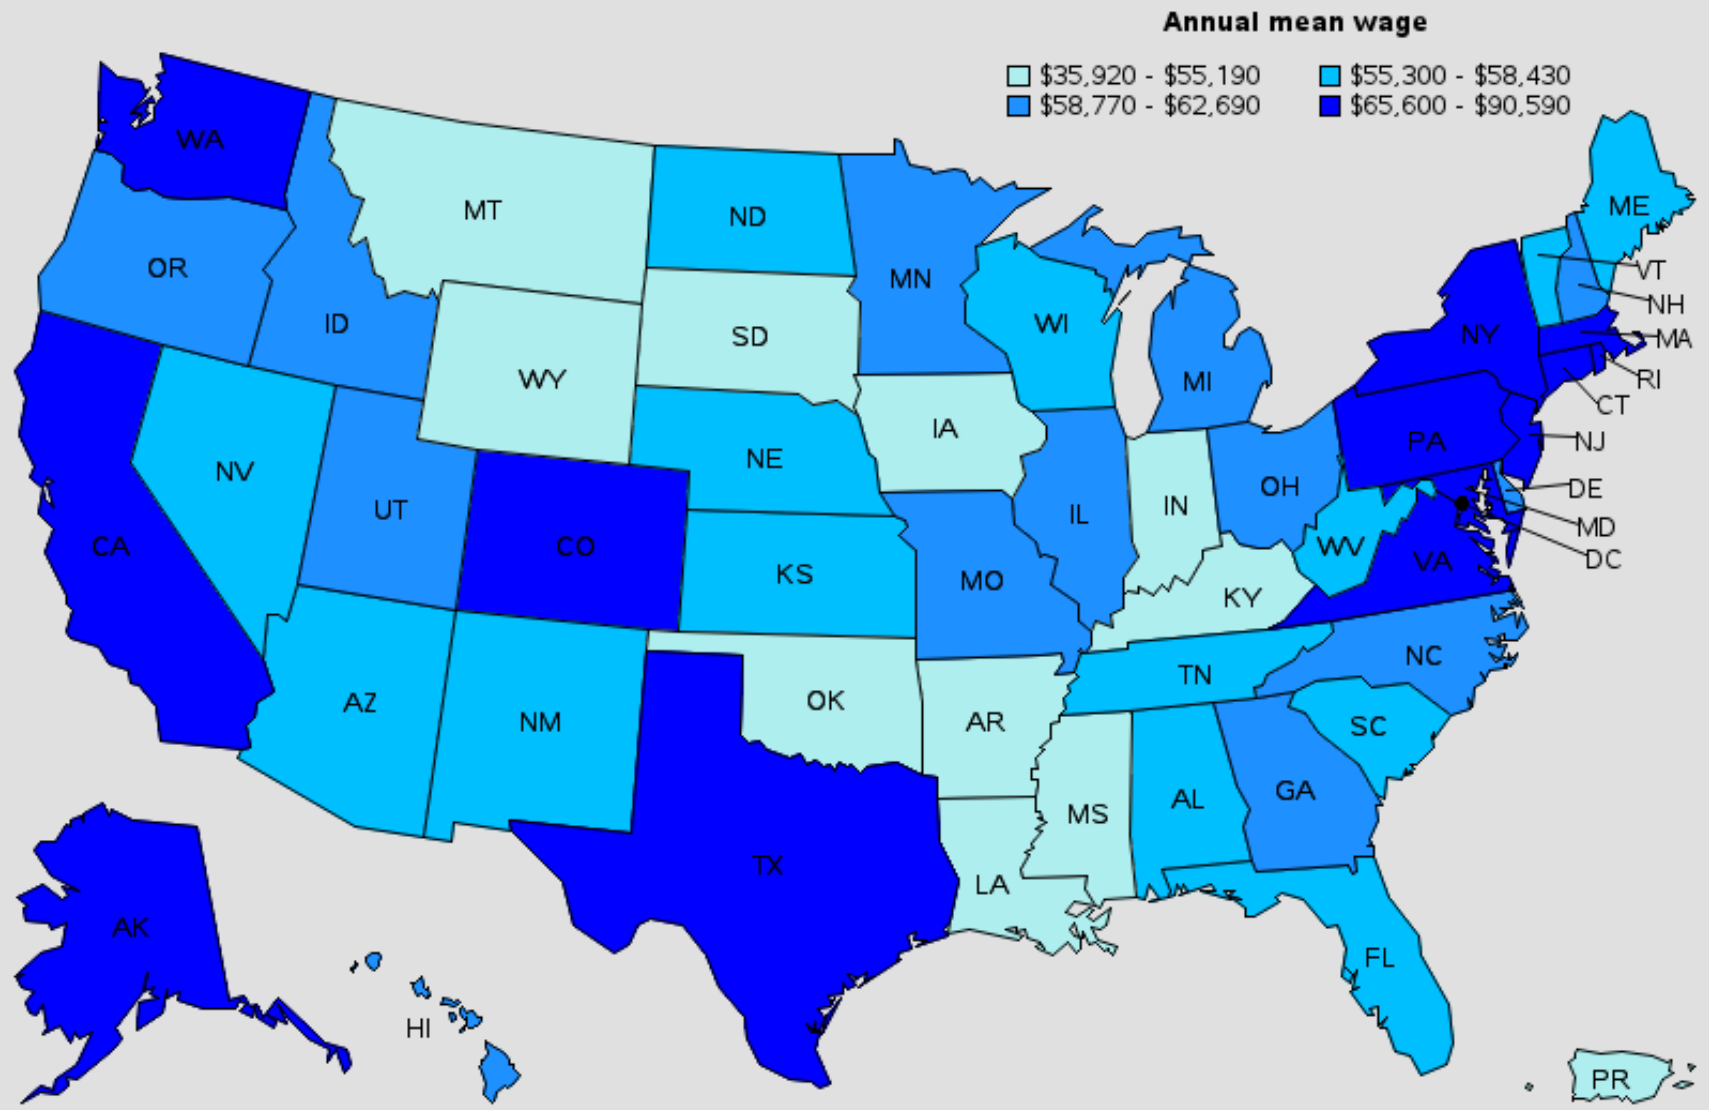 Annual mean wage
$35,920 - $55,190
$55,300 - $58,430
$58,770 - $62,690
$65,600 - $90,590
WA
MT
ND
MN
ME
OR
ID
SD
WI
MI
NY
VT
NH
MA
RI
CT
WY
IA
PA
NJ
NV
UT
NE
IL
IN
OH
DE
MD
DC
CA
CO
KS
MO
KY
WV
VA
AZ
NM
OK
AR
TN
NC
SC
TX
LA
MS
AL
GA
FL
AK
HI
PR